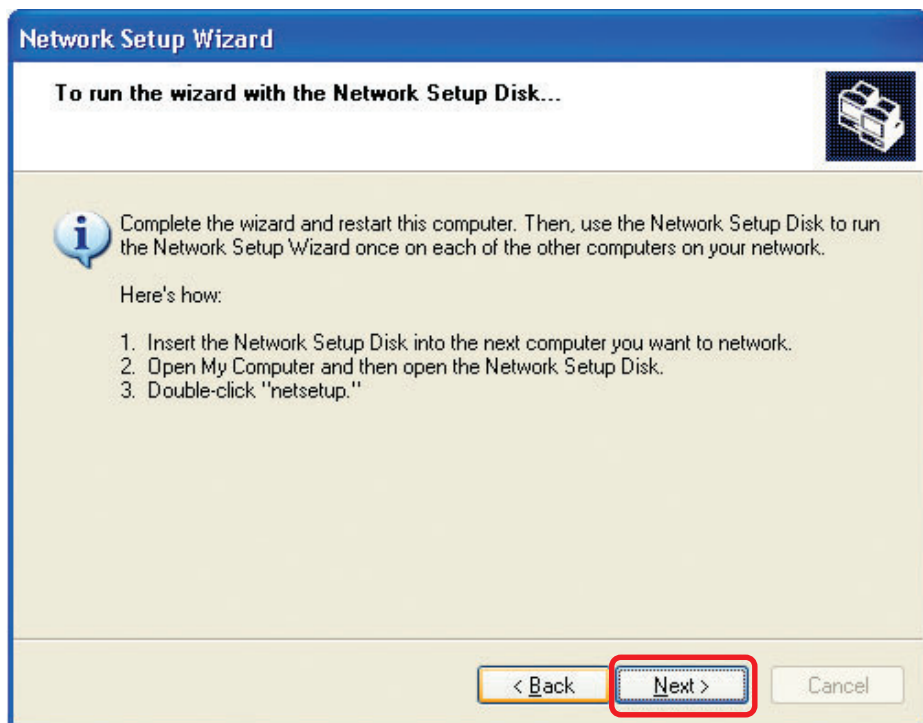 Network Setup Wizard
To run the wizard with the Network Setup Disk...
Complete the wizard and restart this computer. Then, use the Network Setup Disk to run
the Network Setup Wizard once on each of the other computers on your network.
Here's how:
1. Insert the Network Setup Disk into the next computer you want to network.
2. Open My Computer and then open the Network Setup Disk.
3. Double-click "netsetup."
< Back
Next >
Cancel